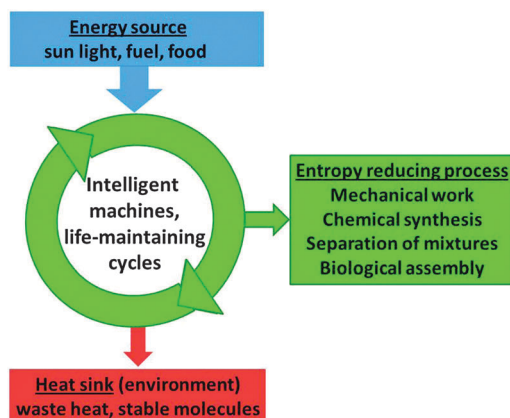 Energy source
sun light, fuel, food
Intelligent
machines,
life-maintaining
cycles
Entropy reducing process
Mechanical work
Chemical synthesis
Separation of mixtures
Biological assembly
Heat sink (environment)
waste heat, stable molecules